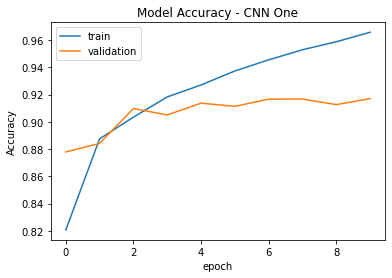 Model Accuracy - CNN One
train
validation
0.96
0.94
0.92
0.90
0.88
0.86
0.84
0.82
Accuracy
0 2 4 6 8
epoch